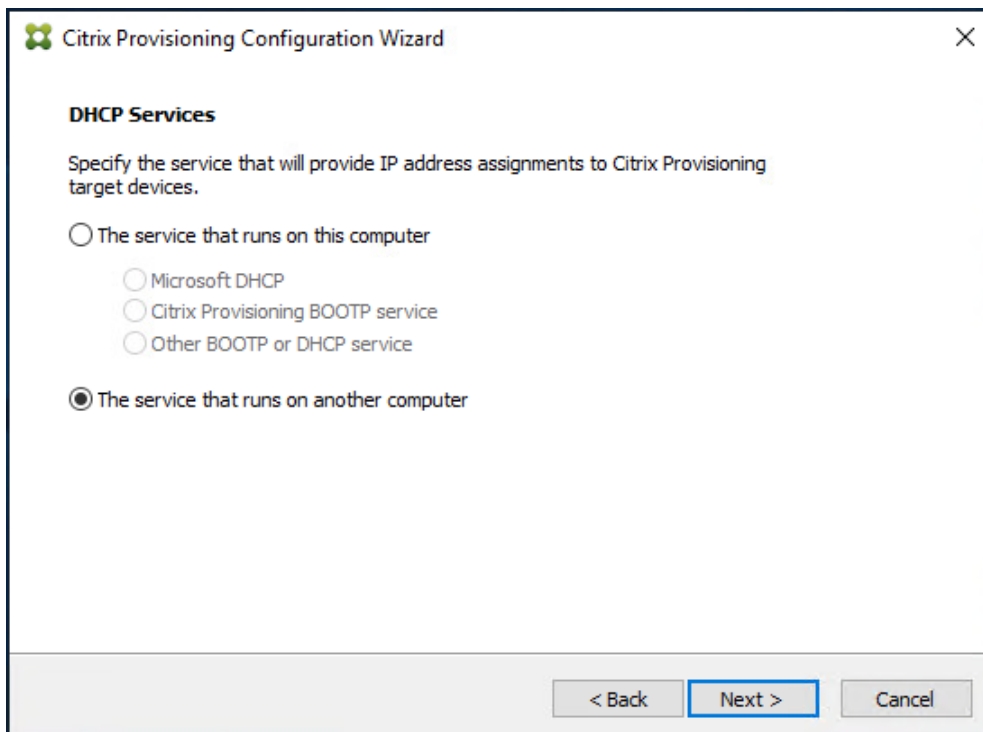 Citrix Provisioning Configuration Wizard
DHCP Services
Specify the service that will provide IP address assignments to Citrix Provisioning
target devices.
The service that runs on this computer
Microsoft DHCP
Citrix Provisioning BOOTP service
Other BOOTP or DHCP service
The service that runs on another computer
< Back Next > Cancel